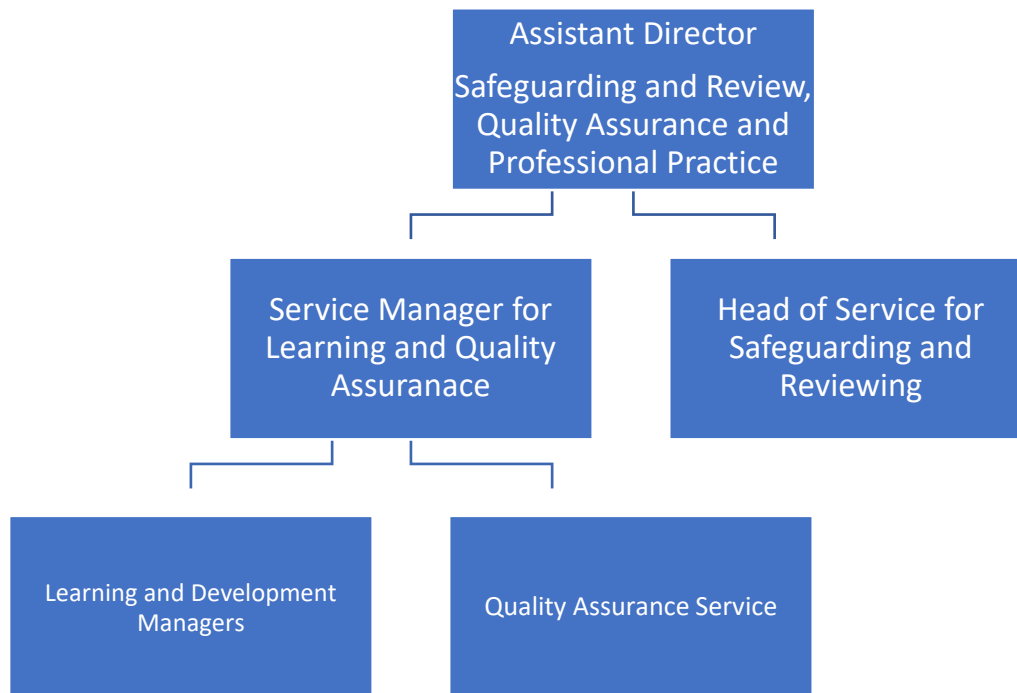 Assistant Director
Safeguarding and Review,
Quality Assurance and
Professional Practice
Service Manager for
Learning and Quality
Assuranace
Head of Service for
Safeguarding and
Reviewing
Learning and Development
Managers
Quality Assurance Service